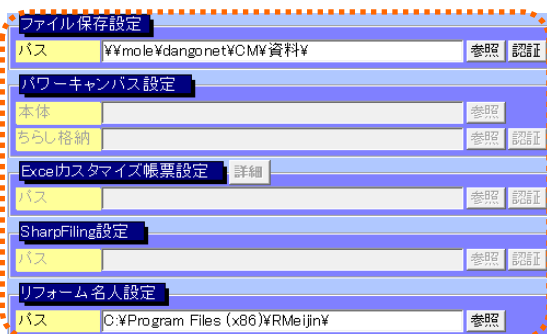 ファイル保存設定
パス ¥¥mole¥dangonet¥CM¥資料¥ 参照 認証
パワーキャンバス設定
本体 参照
ちらし格納 参照 認証
Excelカスタマイズ帳票設定 詳細
パス 参照 認証
SharpFiling設定
パス 参照 認証
リフォーム名人設定
パス C:¥Program Files (x86)¥RMeijin¥ 参照